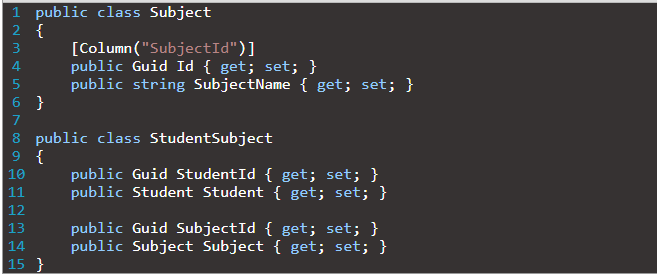 1 public class Subject
2 {
3     [Column("SubjectId")]
4     public Guid Id { get; set; }
5     public string SubjectName { get; set; }
6 }
7
8 public class StudentSubject
9 {
10     public Guid StudentId { get; set; }
11     public Student Student { get; set; }
12
13     public Guid SubjectId { get; set; }
14     public Subject Subject { get; set; }
15 }